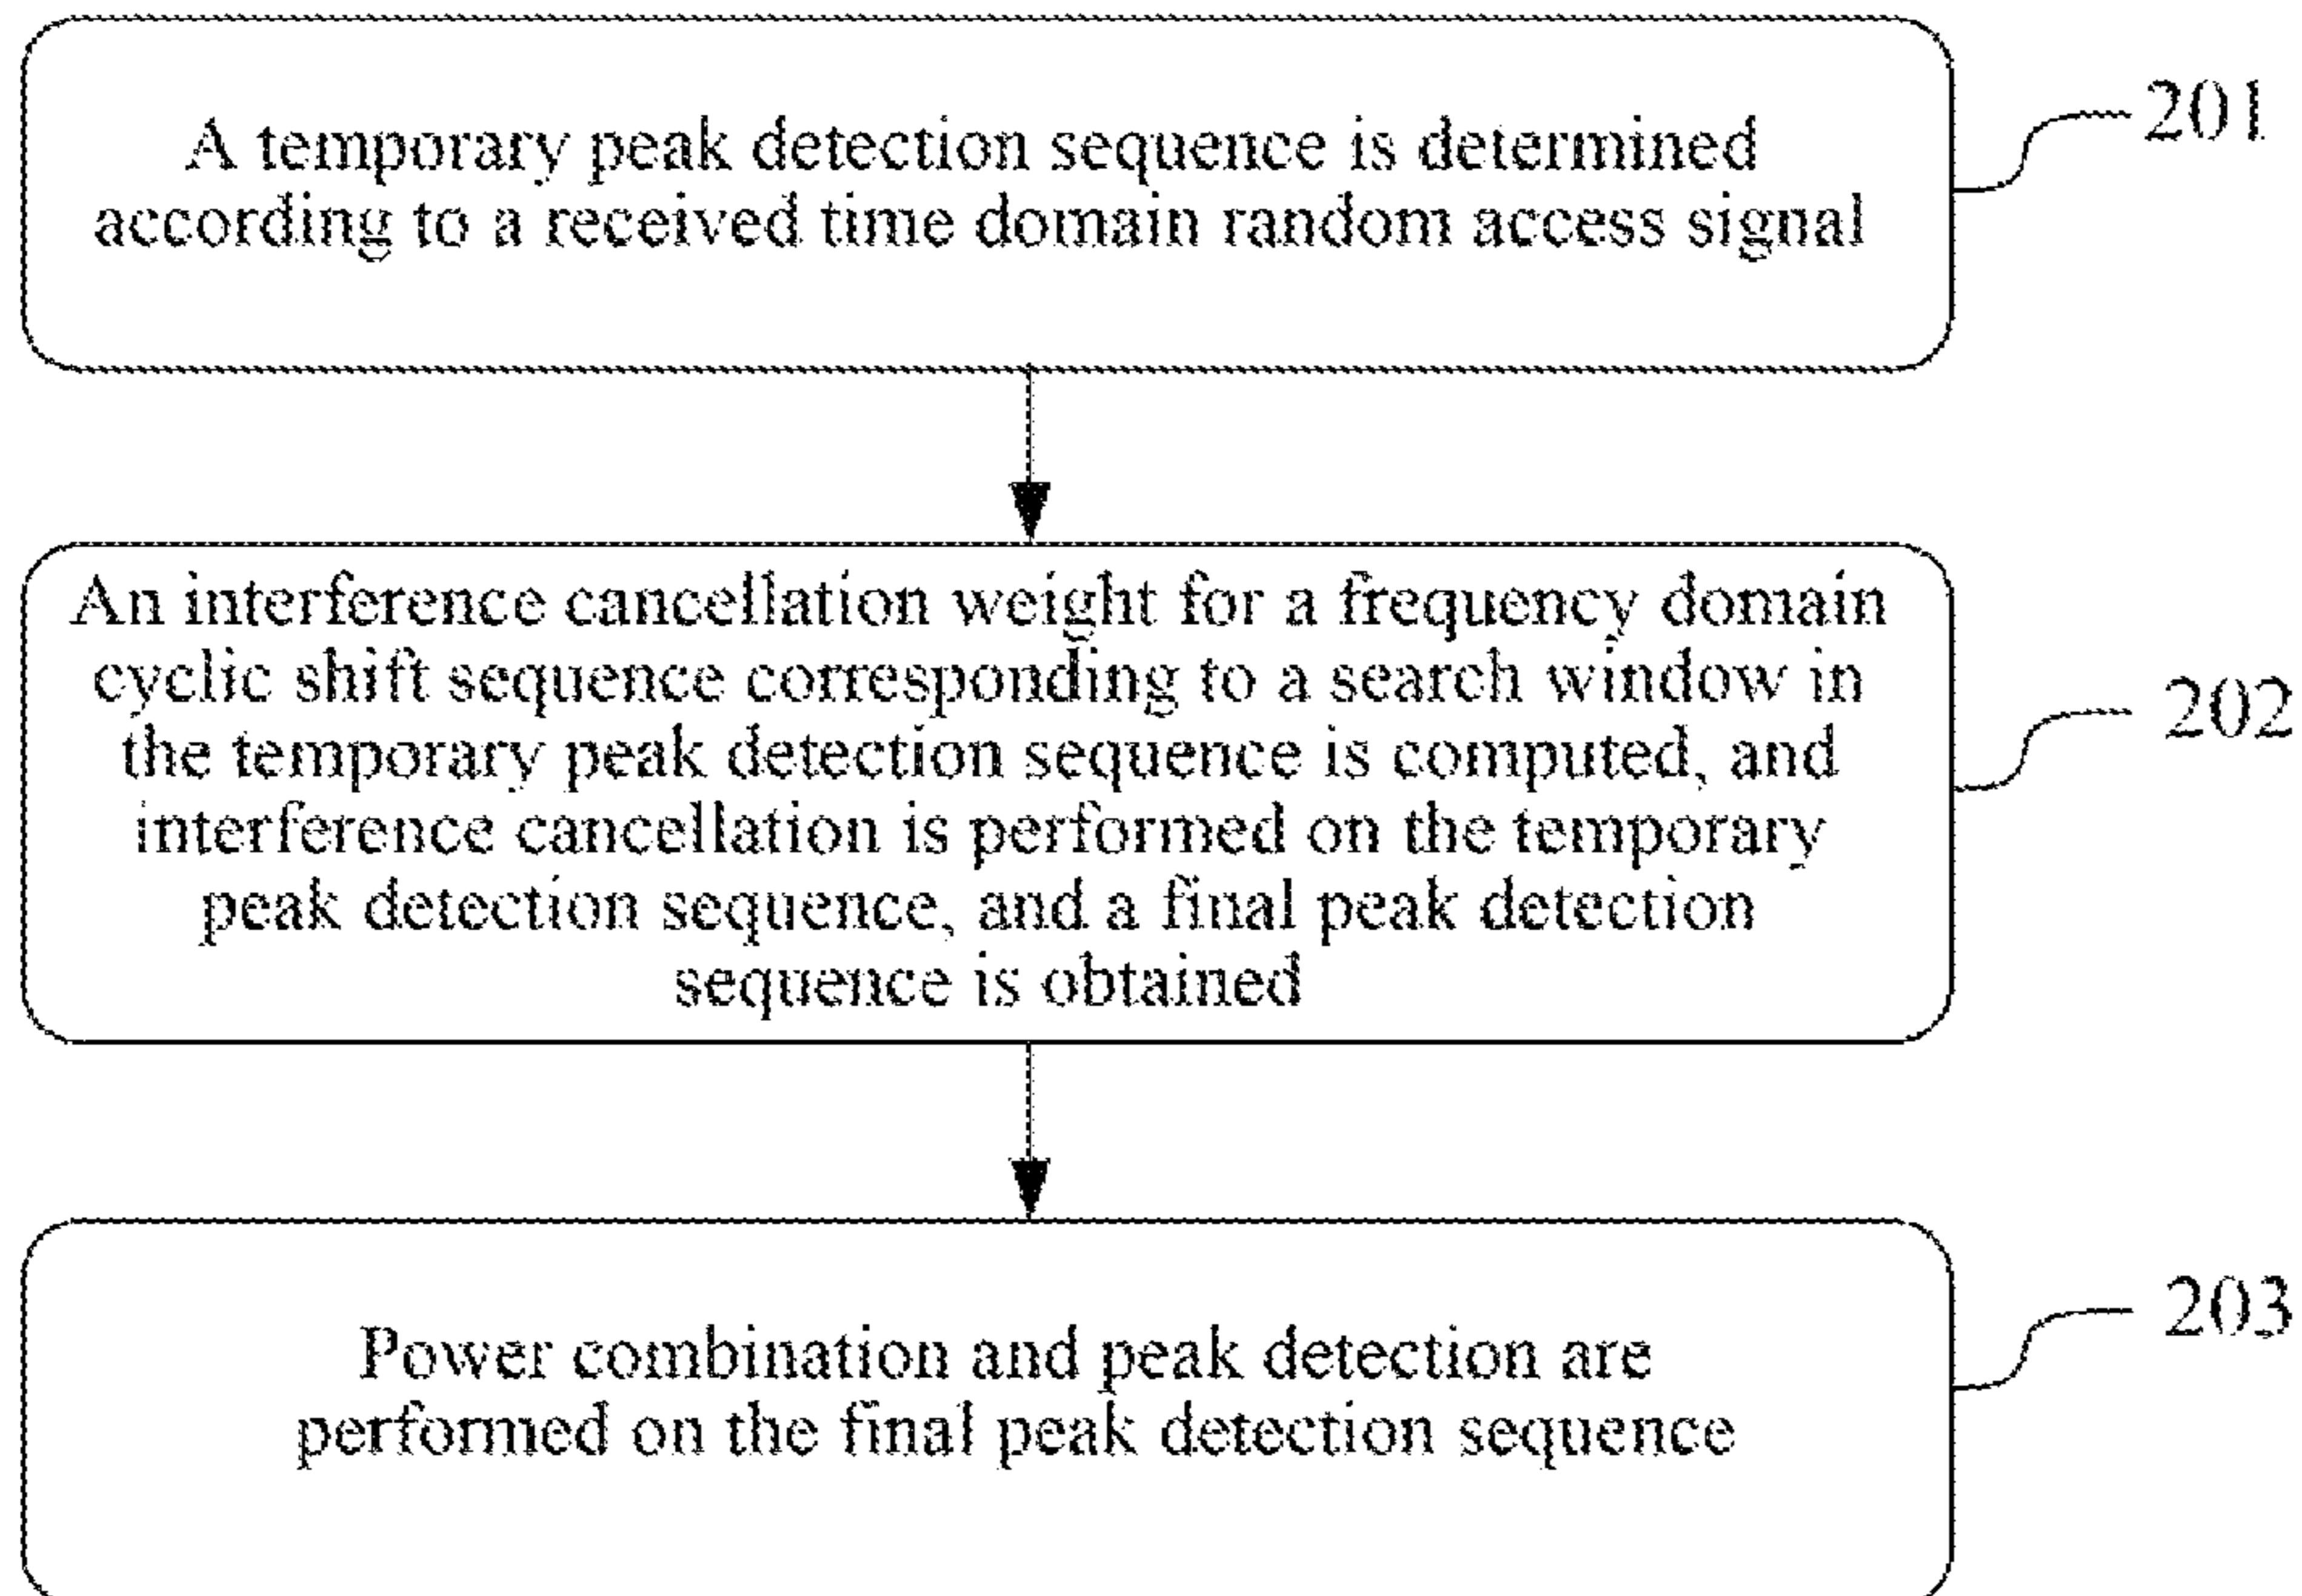 A temporary peak detection sequence is determined
according to a received time domain random access signal
201
An interference cancellation weight for a frequency domain
cyclic shift sequence corresponding to a search window in
the temporary peak detection sequence is computed, and
interference cancellation is performed on the temporary
peak detection sequence, and a final peak detection
sequence is obtained
202
Power combination and peak detection are
performed on the final peak detection sequence
203